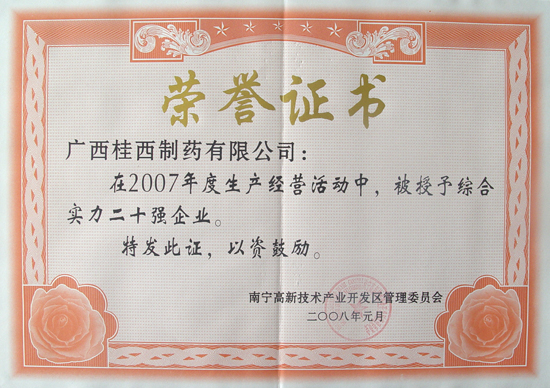 荣誉证书
广西桂西制药有限公司：
在2007年度生产经营活动中，被授予综合
实力二十强企业。
特发此证，以资鼓励。
南宁高新技术产业开发区管理委员会
二〇〇八年元月